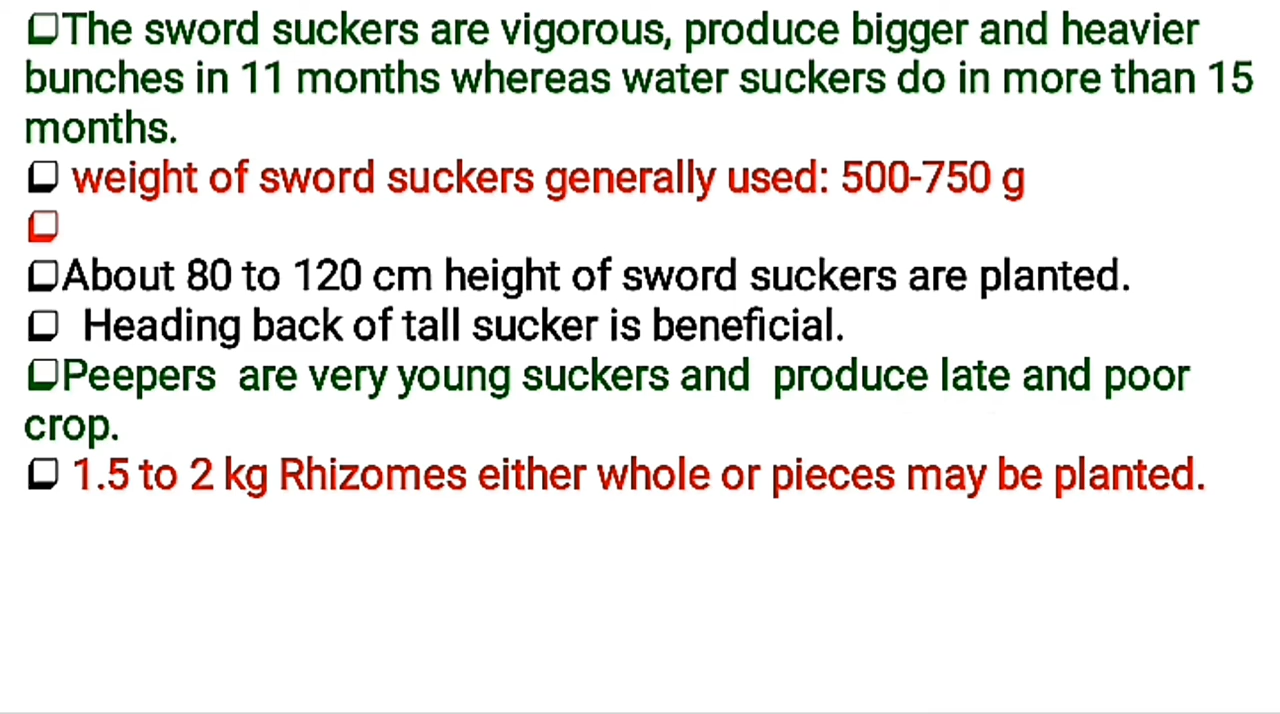 ❑The sword suckers are vigorous, produce bigger and heavier
bunches in 11 months whereas water suckers do in more than 15
months.
❑ weight of sword suckers generally used: 500-750 g
❑
❑About 80 to 120 cm height of sword suckers are planted.
❑ Heading back of tall sucker is beneficial.
❑Peepers are very young suckers and produce late and poor
crop.
❑ 1.5 to 2 kg Rhizomes either whole or pieces may be planted.